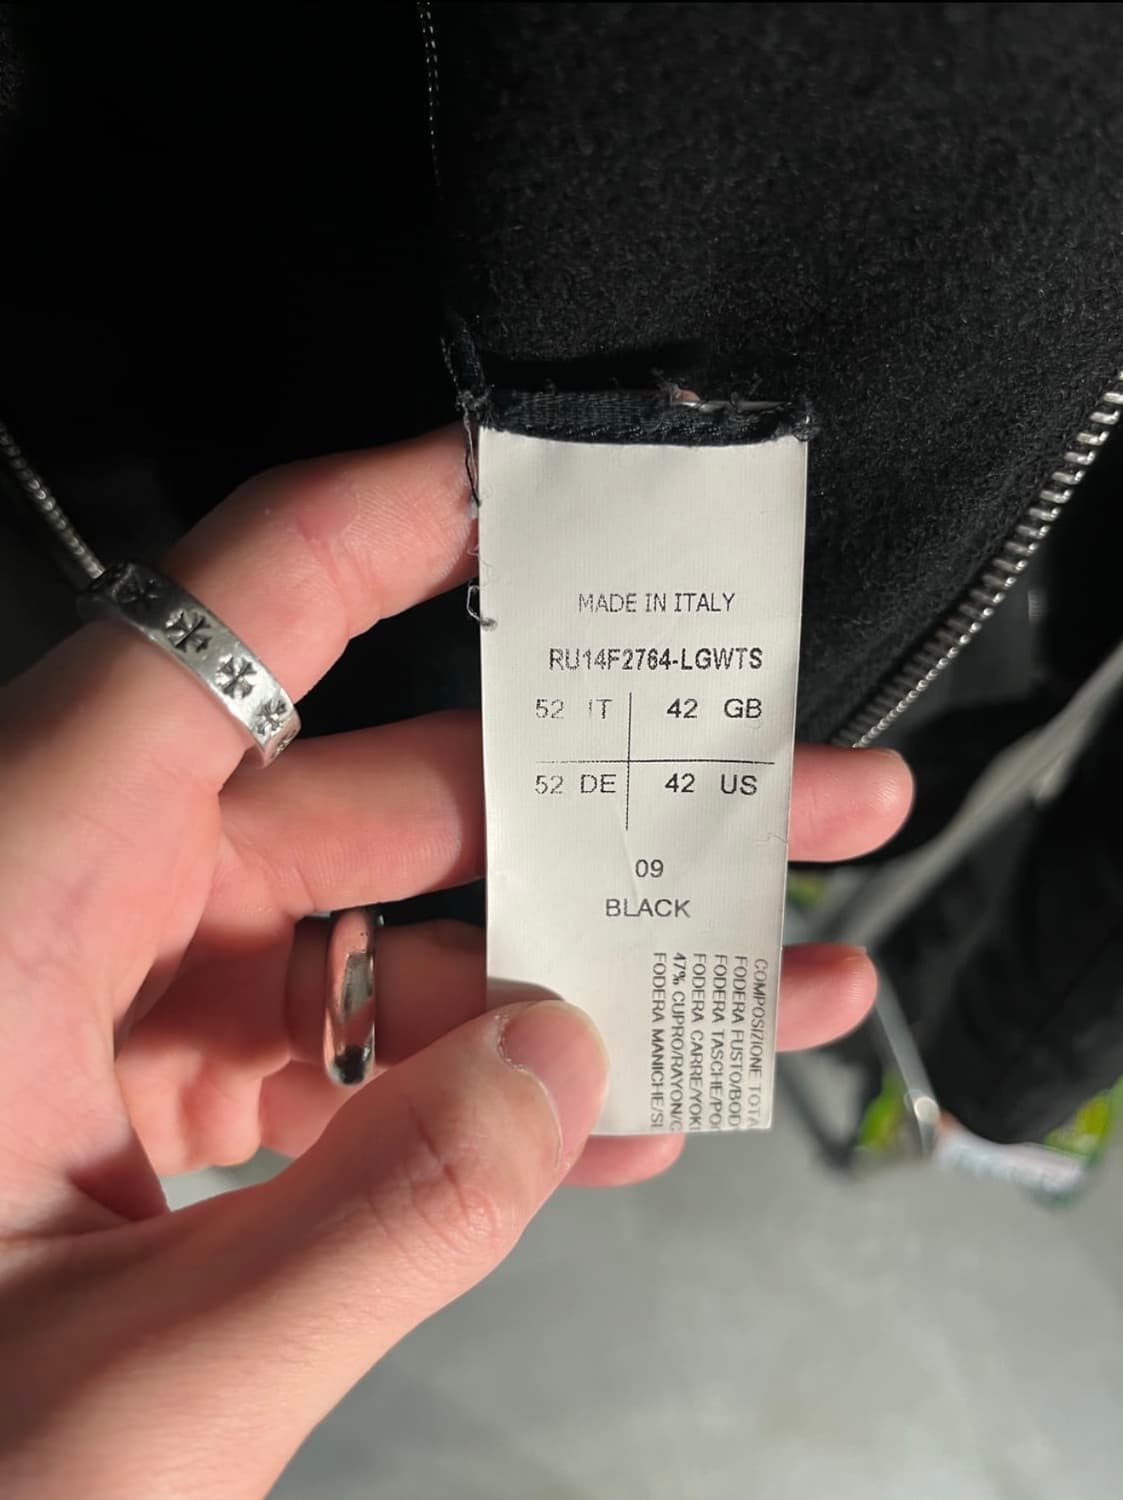 MADE IN ITALY
RU14F2764-LGWTS
52 IT 42 GB
52 DE 42 US
09
BLACK
COMPOSIZIONE TOTA
FODERA FUSTO/BOD
FODERA TASCHE/PO
FODERA CARRE/YOK
47% CUPRO/RAYON/C
FODERA MANICHE/SL